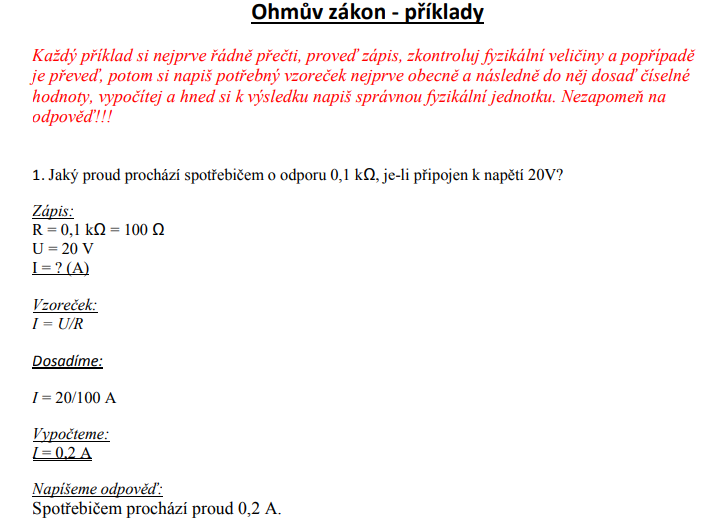 Ohmův zákon - příklady
Každý příklad si nejprve řádně přečti, proveď zápis, zkontroluj fyzikální veličiny a popřípadě
je převeď, potom si napiš potřebný vzoreček nejprve obecně a následně do něj dosaď číselné
hodnoty, vypočítej a hned si k výsledku napiš správnou fyzikální jednotku. Nezapomeň na
odpověď!!!
1. Jaký proud prochází spotřebičem o odporu 0,1 kΩ, je-li připojen k napětí 20V?
Zápis:
R = 0,1 kΩ = 100 Ω
U = 20 V
I = ? (A)
Vzoreček:
I = U/R
Dosadíme:
I = 20/100 A
Vypočteme:
I = 0,2 A
Napíšeme odpověď:
Spotřebičem prochází proud 0,2 A.